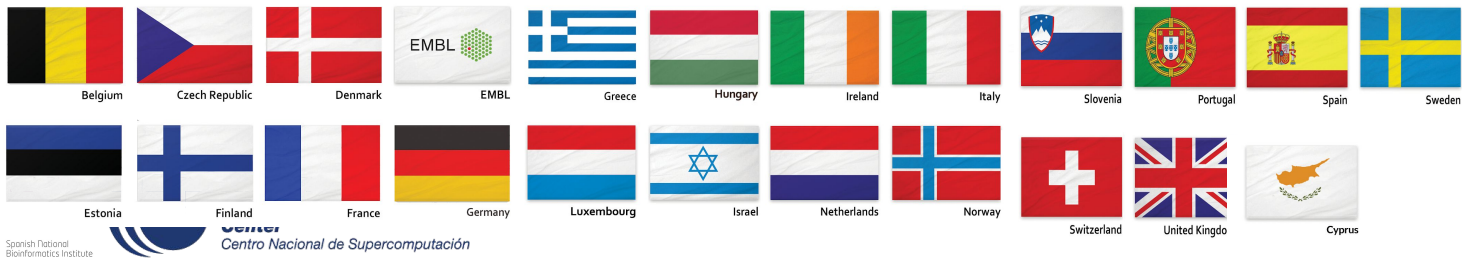 EMBL
Belgium
Czech Republic
Denmark
EMBL
Greece
Hungary
Ireland
Italy
Slovenia
Portugal
Spain
Sweden
Estonia
Finland
France
Germany
Luxembourg
Israel
Netherlands
Norway
Switzerland
United Kingdo
Cyprus
Spanish National
Bioinformatics Institute
Center
Centro Nacional de Supercomputación